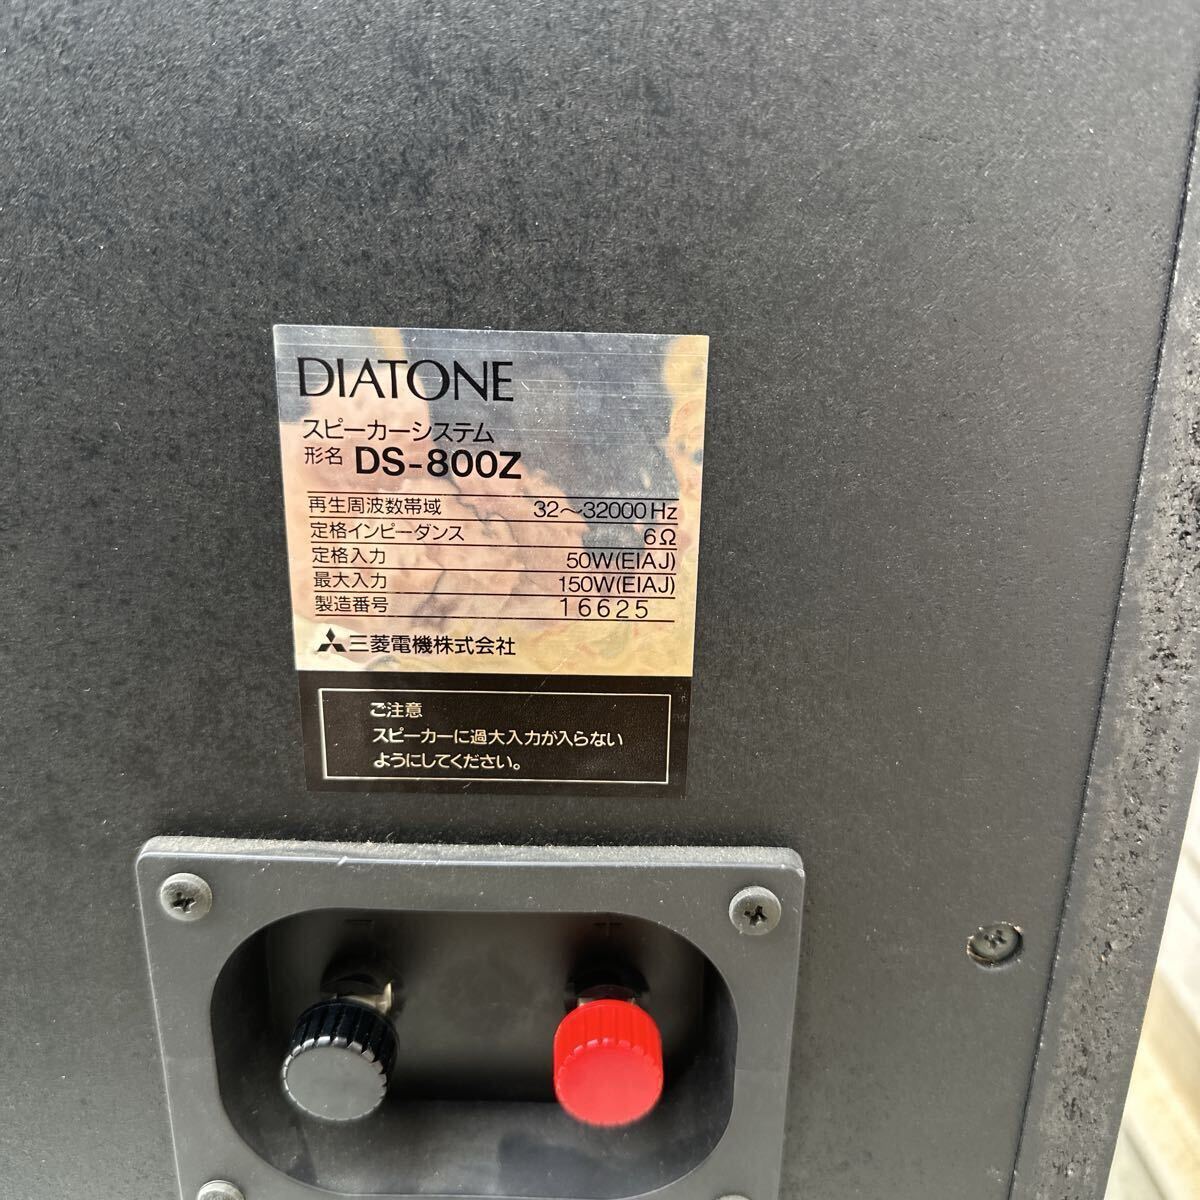 DIATONE
スピーカーシステム
形名 DS-800Z
再生周波数帯域 32〜32000Hz
定格インピーダンス 6Ω
定格入力 50W(EIAJ)
最大入力 150W(EIAJ)
製造番号 16625
三菱電機株式会社
ご注意
スピーカーに過大入力が入らない
ようにしてください。
− +